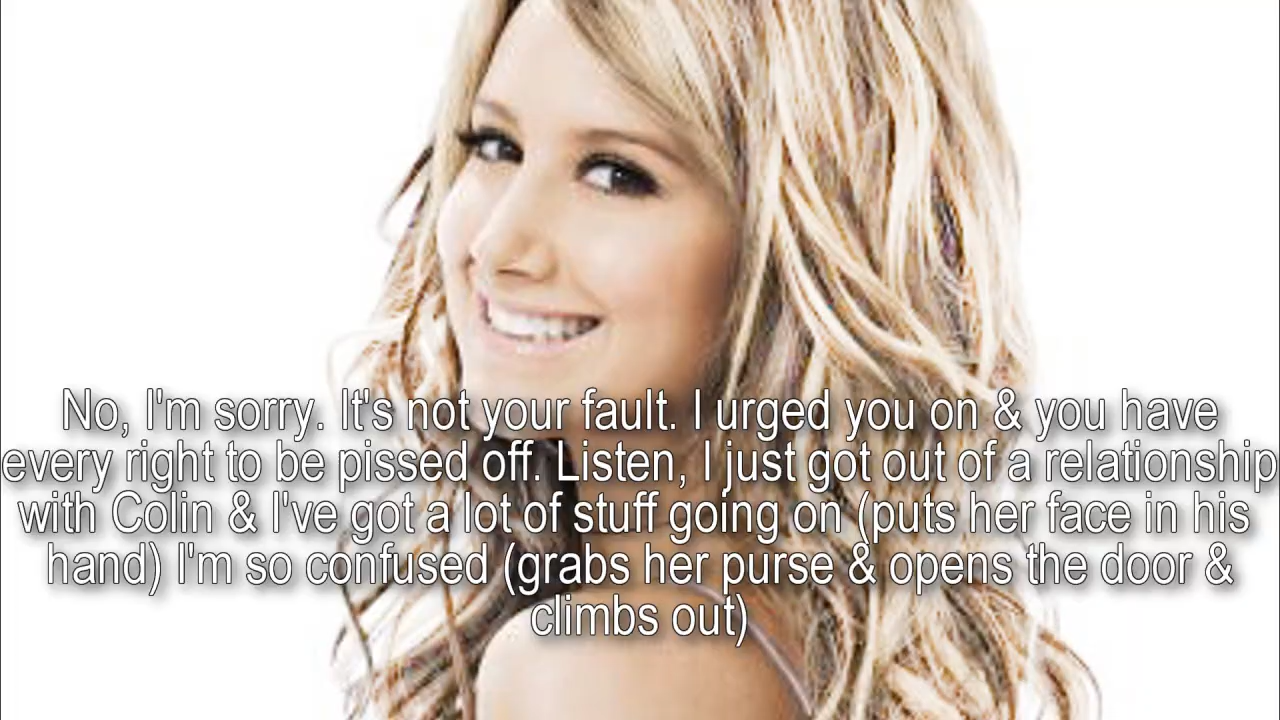 No, I'm sorry. It's not your fault. I urged you on & you have
every right to be pissed off. Listen, I just got out of a relationship
with Colin & I've got a lot of stuff going on (puts her face in his
hand) I'm so confused (grabs her purse & opens the door &
climbs out)